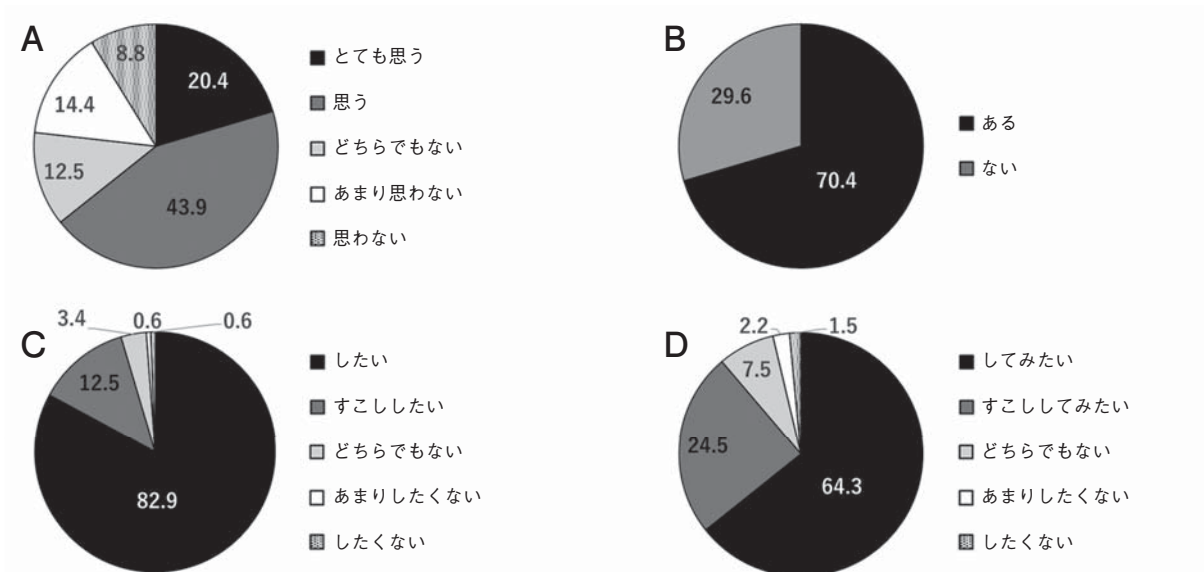 A
8.8
20.4
14.4
12.5
43.9
とても思う
思う
どちらでもない
あまり思わない
思わない
B
29.6
70.4
ある
ない
C
3.4
0.6
0.6
12.5
82.9
したい
すこししたい
どちらでもない
あまりしたくない
したくない
D
2.2
1.5
7.5
24.5
64.3
してみたい
すこししてみたい
どちらでもない
あまりしたくない
したくない